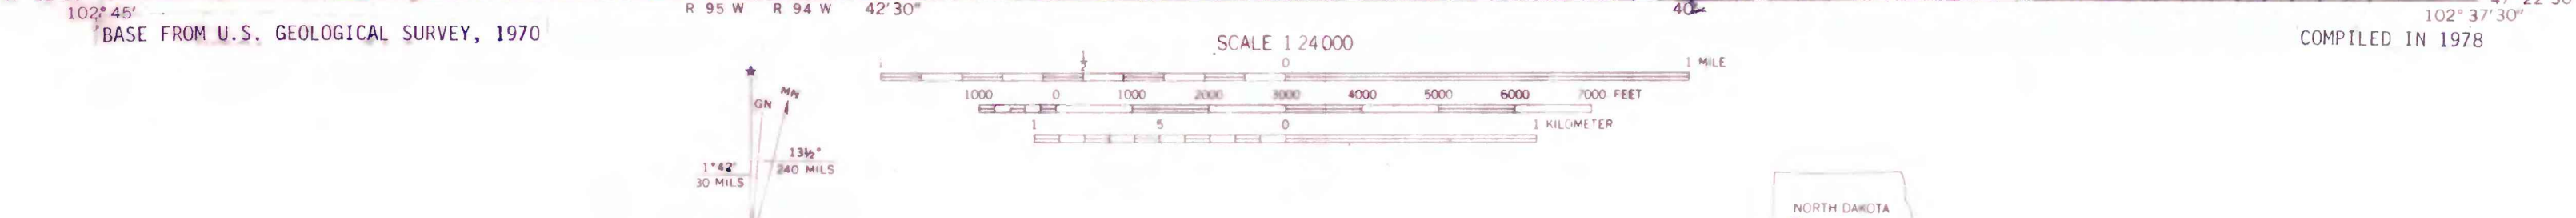 102° 45'
R 95 W R 94 W
42'30"
40'
102° 37'30"
BASE FROM U.S. GEOLOGICAL SURVEY, 1970
COMPILED IN 1978
SCALE 1 24 000
1 ½ 0 1 MILE
1000 0 1000 2000 3000 4000 5000 6000 7000 FEET
1 5 0 1 KILOMETER
★
GN
MN
1°42'
30 MILS
13½°
240 MILS
NORTH DAKOTA